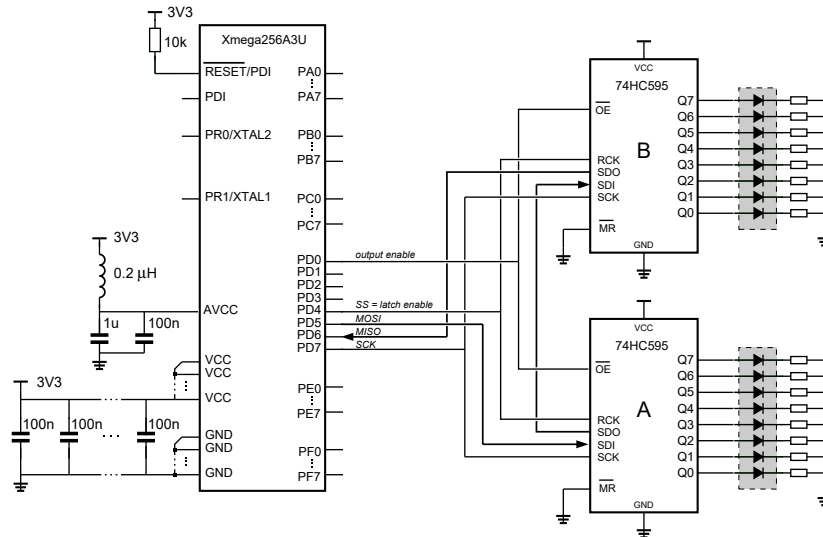 3V3
10k
Xmega256A3U
RESET/PDI
PDI
PR0/XTAL2
PR1/XTAL1
3V3
0.2 µH
1u
100n
AVCC
VCC
VCC
VCC
3V3
100n
100n
...
100n
GND
GND
GND
PA0
PA7
PB0
PB7
PC0
PC7
PD0
PD1
PD2
PD3
PD4
PD5
PD6
PD7
PE0
PE7
PF0
PF7
output enable
SS = latch enable
MOSI
MISO
SCK
VCC
74HC595
OE
B
RCK
SDO
SDI
SCK
MR
GND
Q7
Q6
Q5
Q4
Q3
Q2
Q1
Q0
VCC
74HC595
OE
A
RCK
SDO
SDI
SCK
MR
GND
Q7
Q6
Q5
Q4
Q3
Q2
Q1
Q0